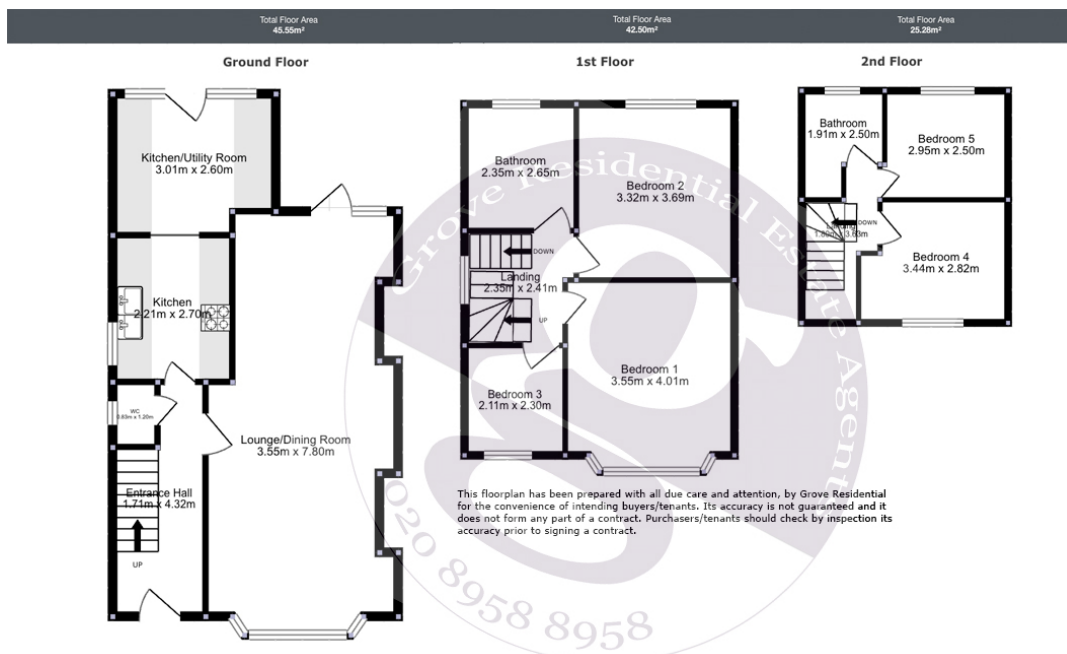 Total Floor Area
45.55m²
Total Floor Area
42.50m²
Total Floor Area
25.28m²
Ground Floor
1st Floor
2nd Floor
Kitchen/Utility Room
3.01m x 2.60m
Kitchen
2.21m x 2.70m
WC
0.83m x 1.20m
Lounge/Dining Room
3.55m x 7.80m
Entrance Hall
1.71m x 4.32m
UP
Bathroom
2.35m x 2.65m
Bedroom 2
3.32m x 3.69m
DOWN
Landing
2.35m x 2.41m
UP
Bedroom 1
3.55m x 4.01m
Bedroom 3
2.11m x 2.30m
Bathroom
1.91m x 2.50m
Bedroom 5
2.95m x 2.50m
DOWN
Landing
Bedroom 4
3.44m x 2.82m
This floorplan has been prepared with all due care and attention, by Grove Residential
for the convenience of intending buyers/tenants. Its accuracy is not guaranteed and it
does not form any part of a contract. Purchasers/tenants should check by inspection its
accuracy prior to signing a contract.
Grove Residential Estate Agents
020 8958 8958